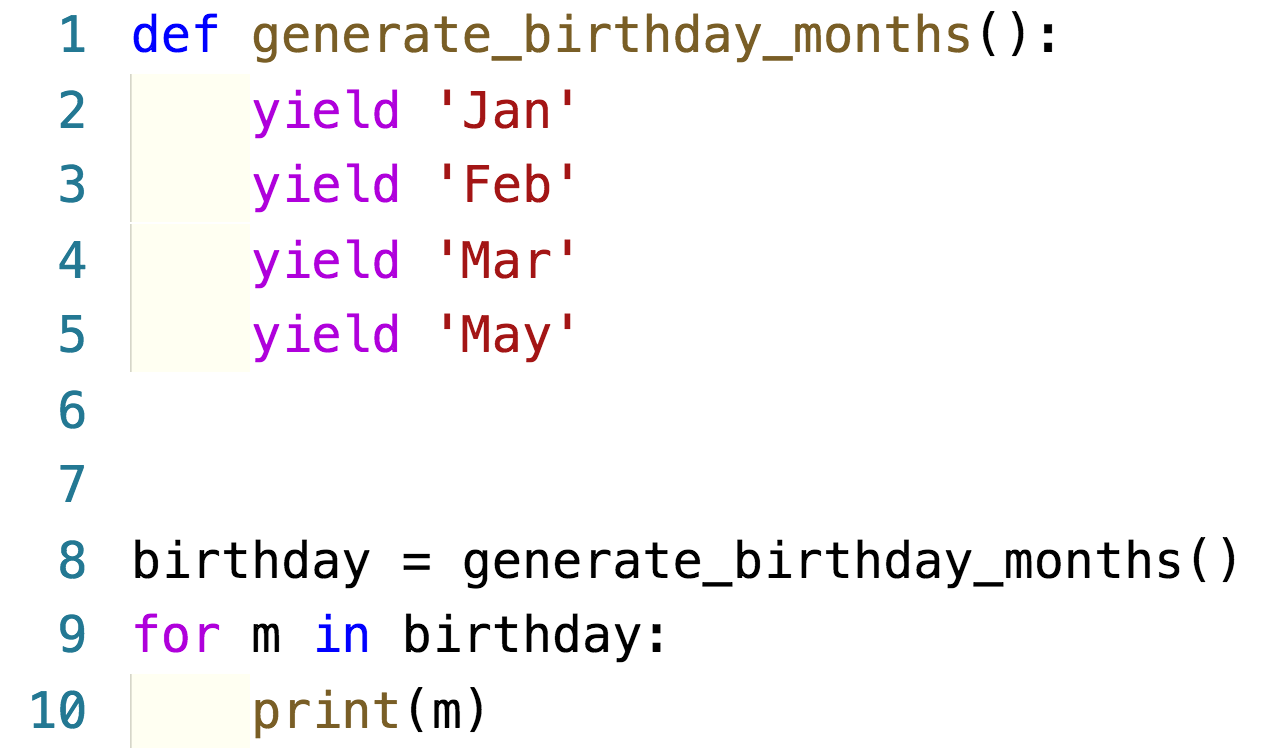 1 def generate_birthday_months():
2     yield 'Jan'
3     yield 'Feb'
4     yield 'Mar'
5     yield 'May'
6
7
8 birthday = generate_birthday_months()
9 for m in birthday:
10     print(m)